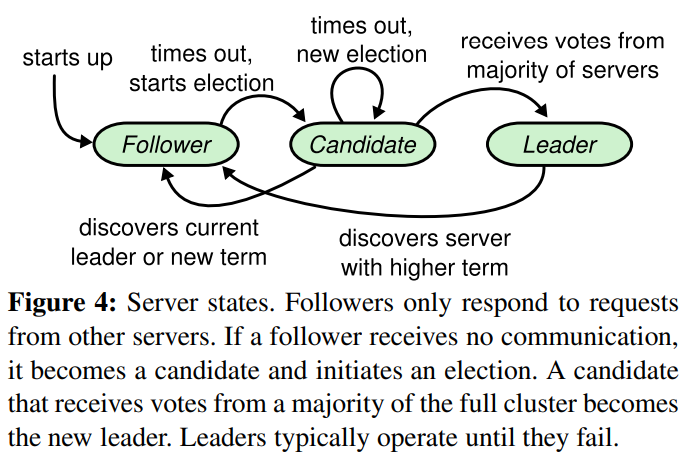 starts up
times out,
starts election
times out,
new election
receives votes from
majority of servers
Follower
Candidate
Leader
discovers current
leader or new term
discovers server
with higher term
Figure 4: Server states. Followers only respond to requests
from other servers. If a follower receives no communication,
it becomes a candidate and initiates an election. A candidate
that receives votes from a majority of the full cluster becomes
the new leader. Leaders typically operate until they fail.